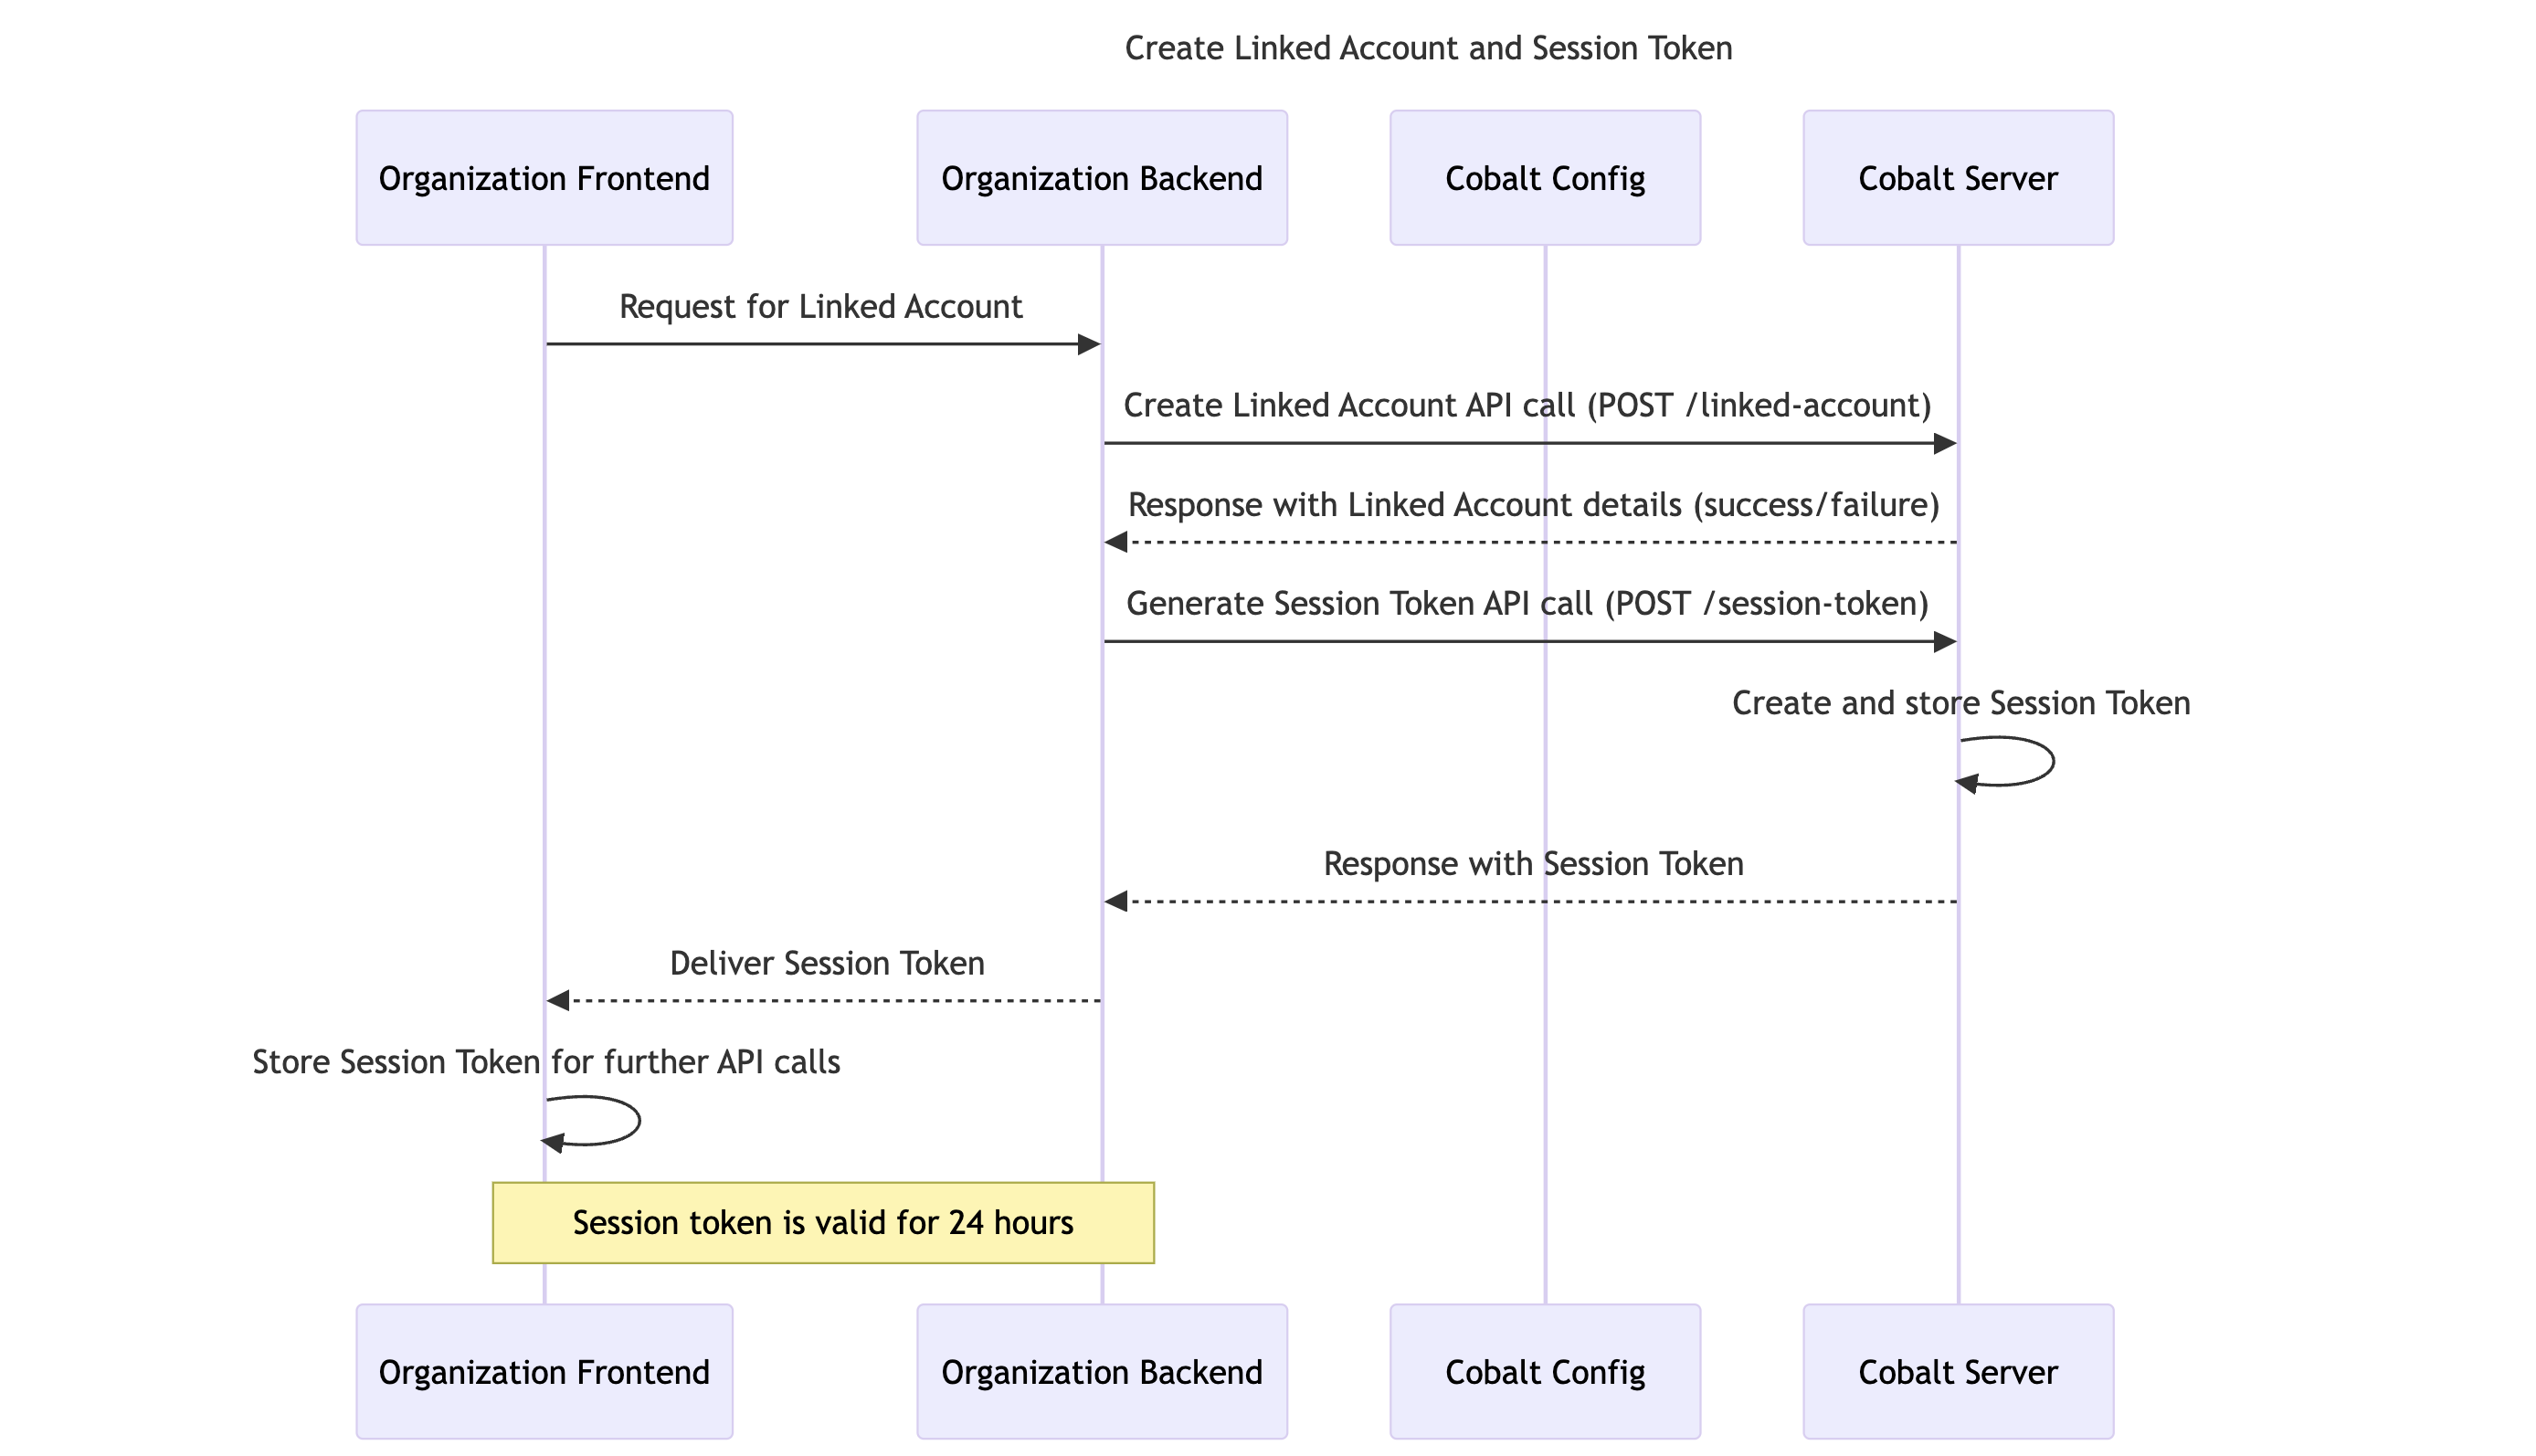 Create Linked Account and Session Token
Organization Frontend
Organization Backend
Cobalt Config
Cobalt Server
Request for Linked Account
Create Linked Account API call (POST /linked-account)
Response with Linked Account details (success/failure)
Generate Session Token API call (POST /session-token)
Create and store Session Token
Response with Session Token
Deliver Session Token
Store Session Token for further API calls
Session token is valid for 24 hours
Organization Frontend
Organization Backend
Cobalt Config
Cobalt Server